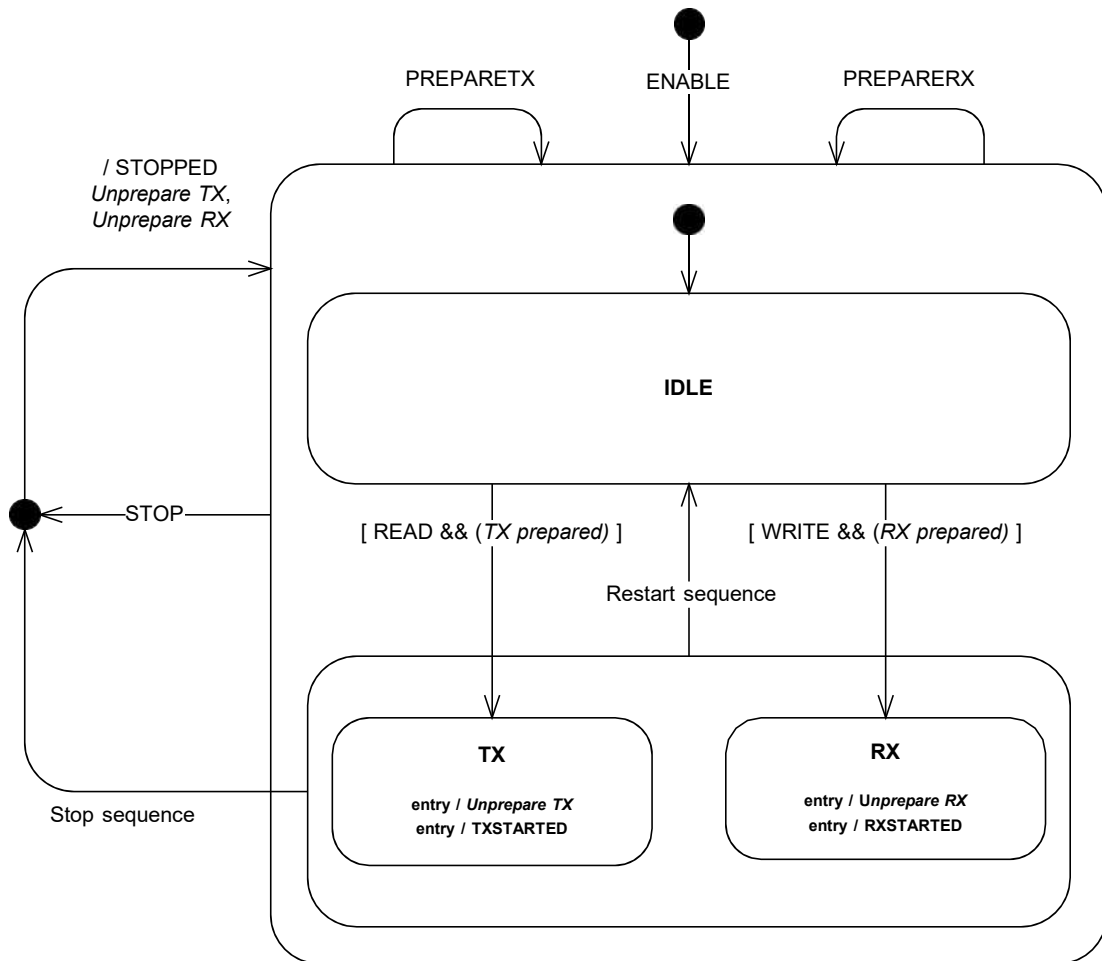 PREPARETX
ENABLE
PREPARERX
/ STOPPED
Unprepare TX,
Unprepare RX
IDLE
STOP
[ READ && (TX prepared) ]
[ WRITE && (RX prepared) ]
Restart sequence
TX
entry / Unprepare TX
entry / TXSTARTED
RX
entry / Unprepare RX
entry / RXSTARTED
Stop sequence